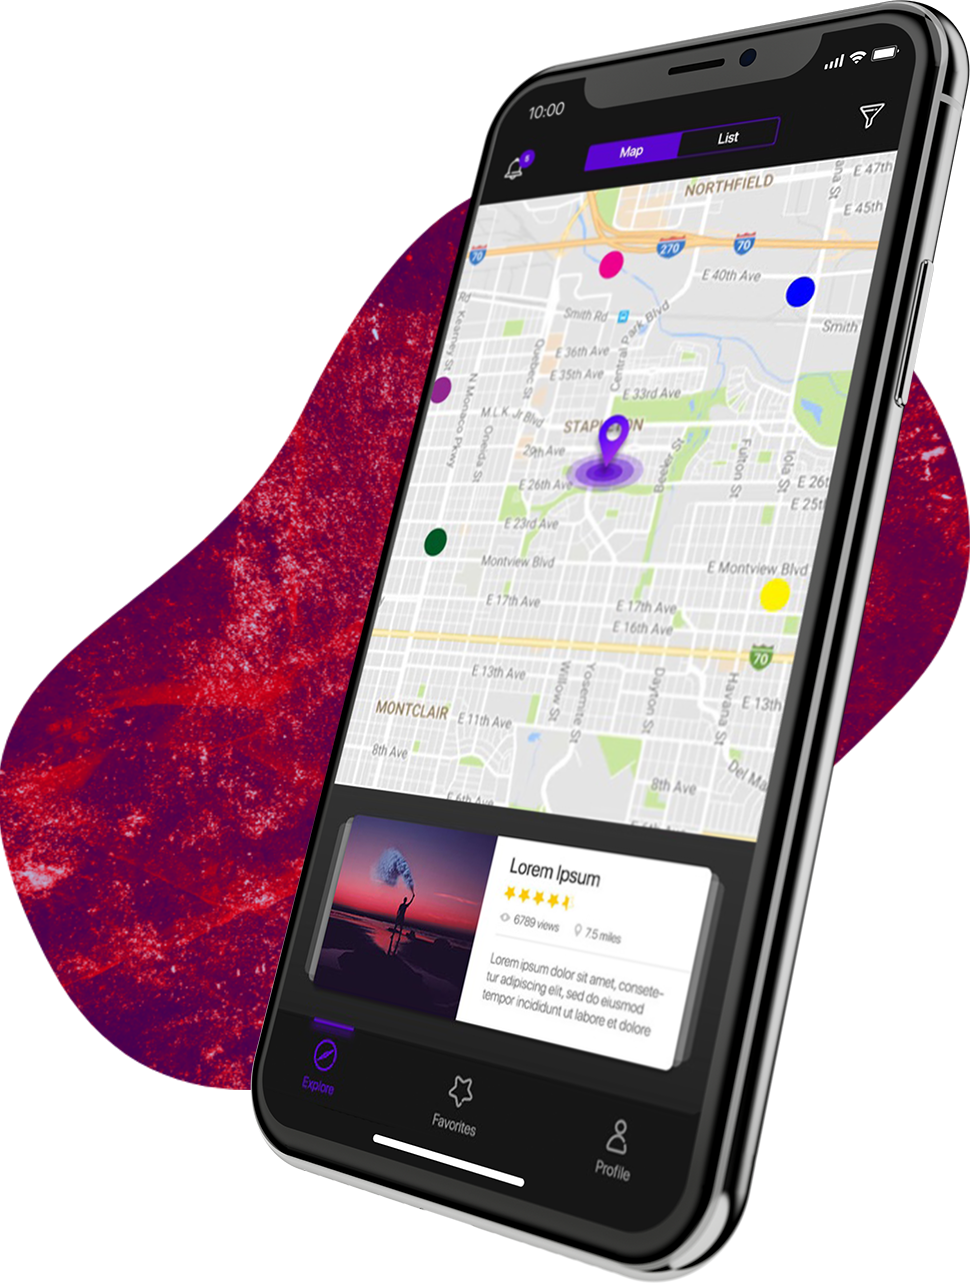 10:00
8
Map
List
NORTHFIELD
E 47th
ana St
E 45th
70
270
70
E 40th Ave
Smith Rd
Smith
Central Park Blvd
Kearney St
Quebec St
E 36th Ave
E 35th Ave
E 33rd Ave
N Monaco Pkwy
M.L.K. Jr Blvd
Oneida St
29th Ave
Beeler St
Fulton St
Iola St
E 26th Ave
E 26t
E 25t
E 23rd Ave
Montview Blvd
E Montview Blvd
E 17th Ave
E 17th Ave
E 16th Ave
70
E 13th Ave
Willow St
Yosemite St
Dayton St
Havana St
E 13th
MONTCLAIR
E 11th Ave
8th Ave
8th Ave
Del Ma
E 6th Ave
Lorem Ipsum
6789 views
7.5 miles
Lorem ipsum dolor sit amet, consete-
tur adipiscing elit, sed do eiusmod
tempor incididunt ut labore et dolore
Explore
Favorites
Profile